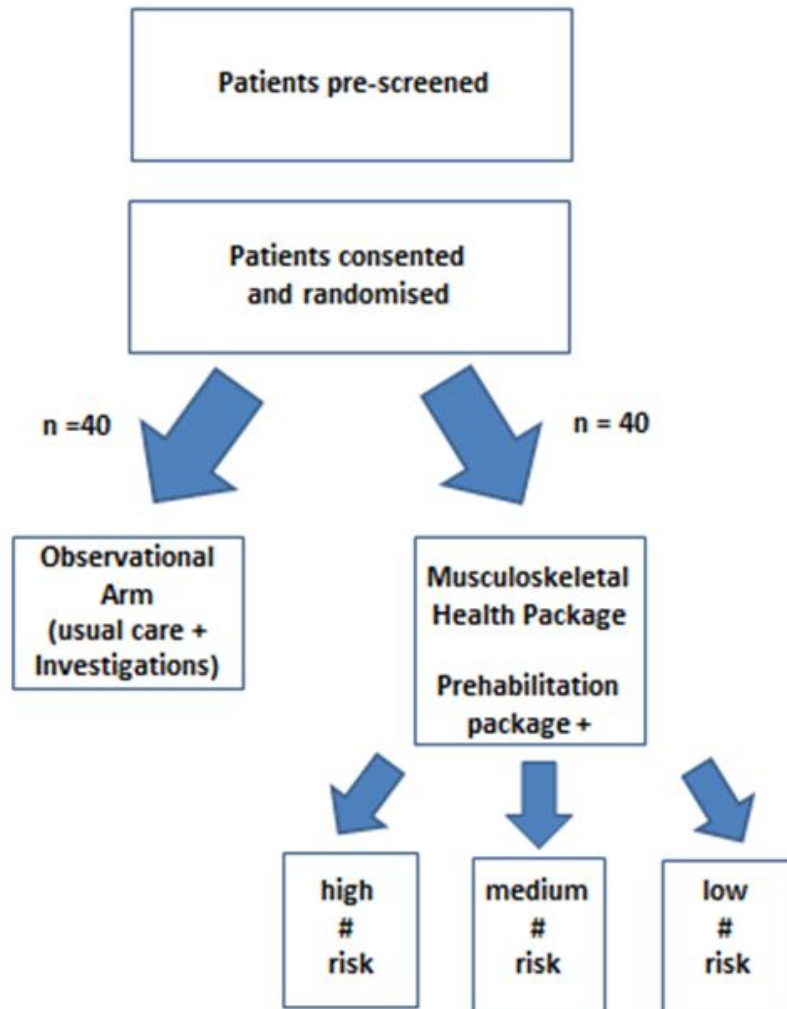 Patients pre-screened
Patients consented
and randomised
n =40
n = 40
Observational
Arm
(usual care +
Investigations)
Musculoskeletal
Health Package
Prehabilitation
package +
high
#
risk
medium
#
risk
low
#
risk